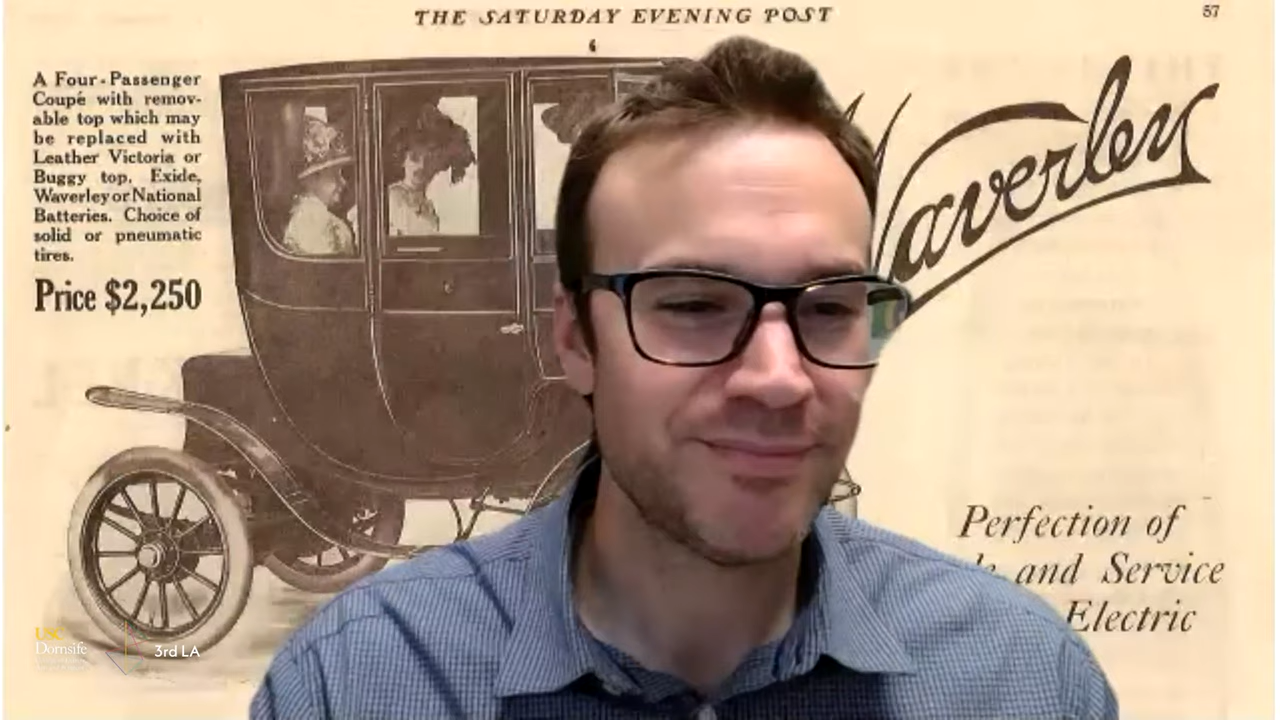 THE SATURDAY EVENING POST
57
A Four-Passenger
Coupé with remov-
able top which may
be replaced with
Leather Victoria or
Buggy top. Exide,
Waverley or National
Batteries. Choice of
solid or pneumatic
tires.
Price $2,250
Waverley
Perfection of
and Service
Electric
USC
Dornsife
3rd LA